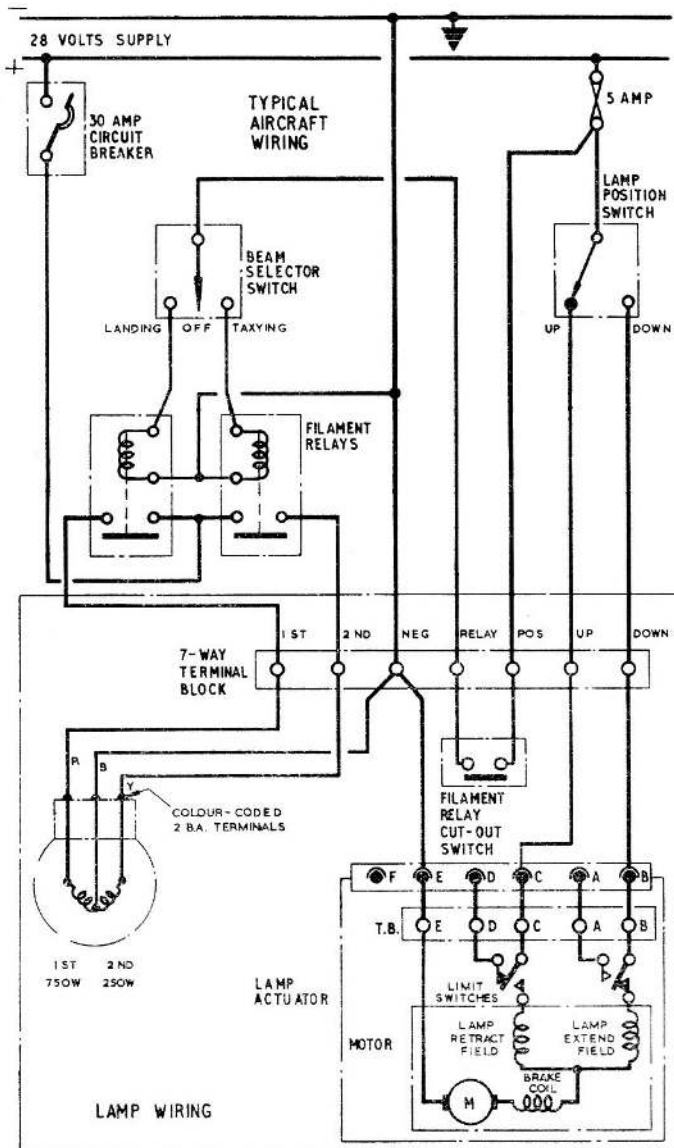 28 VOLTS SUPPLY
5 AMP
30 AMP
CIRCUIT
BREAKER
TYPICAL
AIRCRAFT
WIRING
LAMP
POSITION
SWITCH
BEAM
SELECTOR
SWITCH
LANDING OFF TAXYING
UP DOWN
FILAMENT
RELAYS
1ST 2ND NEG RELAY POS UP DOWN
7-WAY
TERMINAL
BLOCK
R B Y
COLOUR-CODED
2 B.A. TERMINALS
FILAMENT
RELAY
CUT-OUT
SWITCH
F E D C A B
T.B. E D C A B
1ST 2ND
750W 250W
LAMP
ACTUATOR
LIMIT
SWITCHES
MOTOR
LAMP
RETRACT
FIELD
LAMP
EXTEND
FIELD
BRAKE
COIL
M
LAMP WIRING